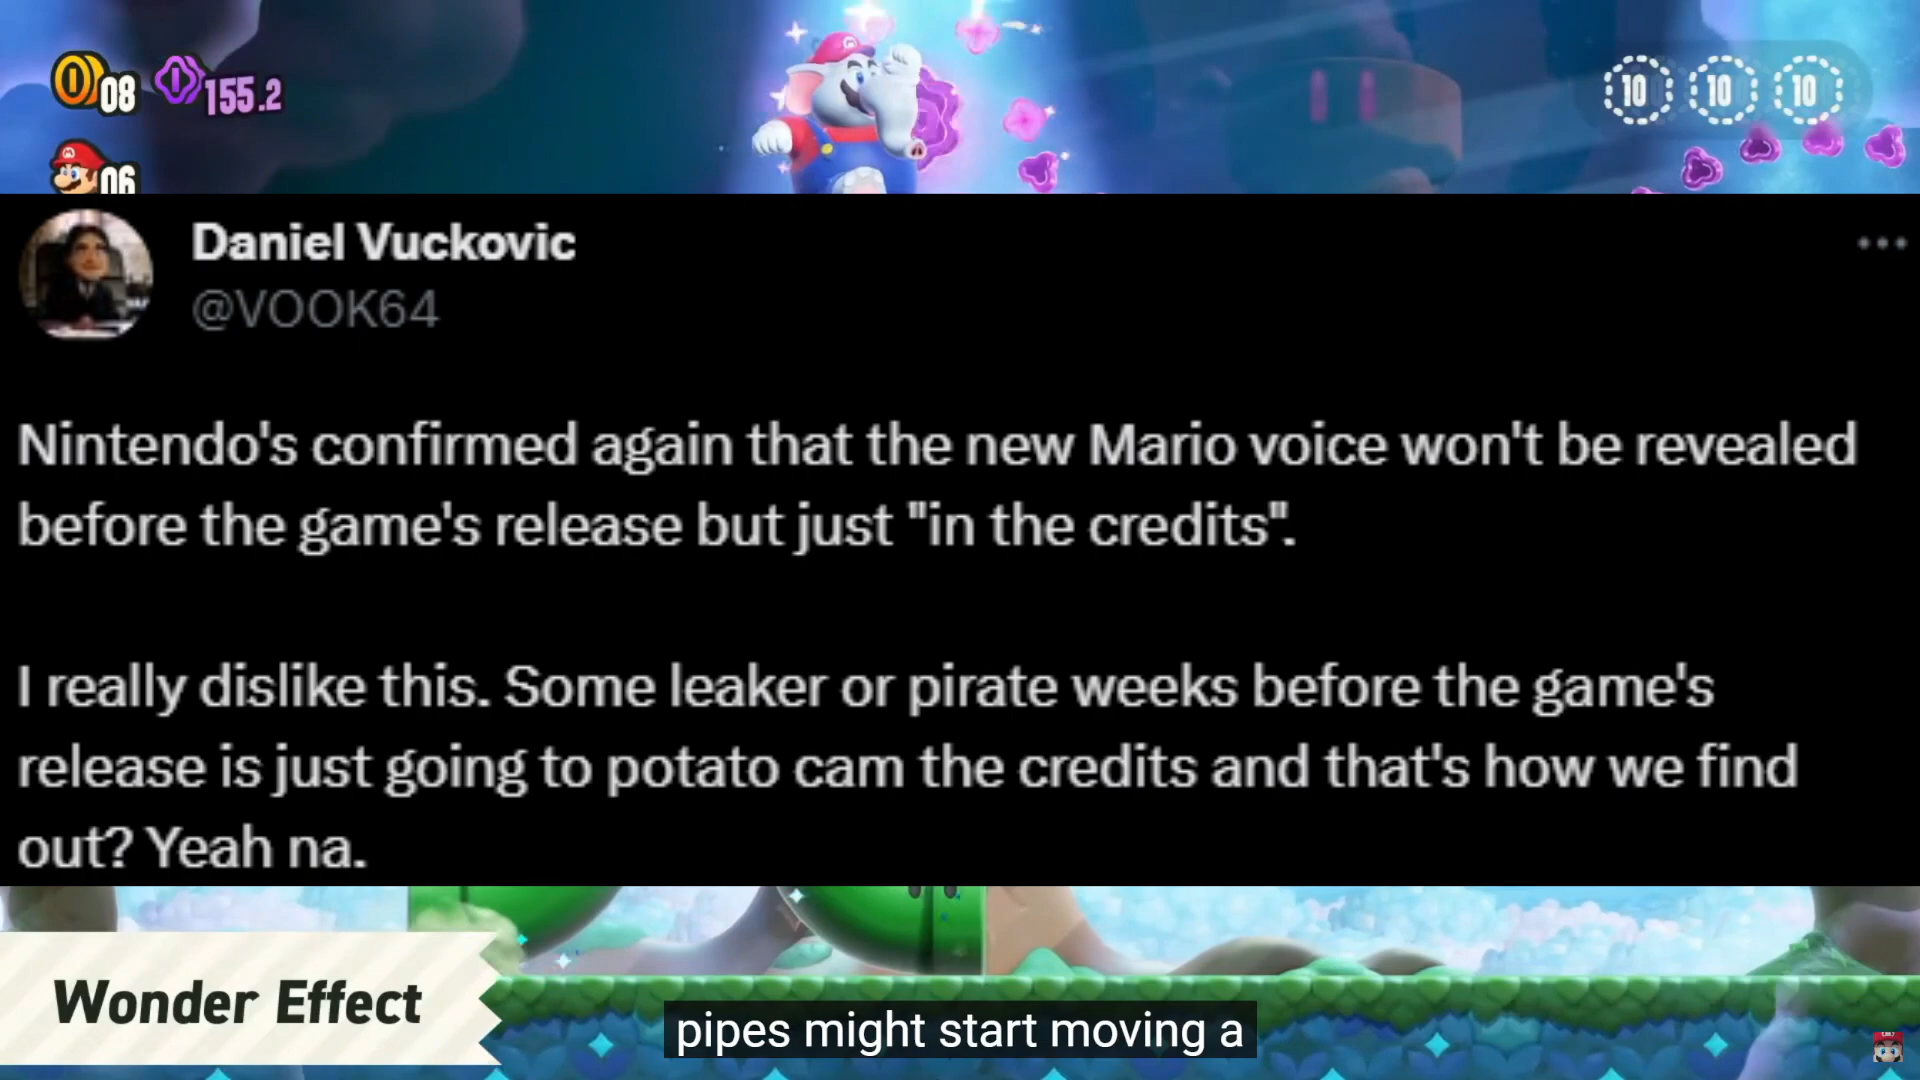 08 155.2
10 10 10
06
Daniel Vuckovic
@VOOK64
Nintendo's confirmed again that the new Mario voice won't be revealed
before the game's release but just "in the credits".
I really dislike this. Some leaker or pirate weeks before the game's
release is just going to potato cam the credits and that's how we find
out? Yeah na.
Wonder Effect
pipes might start moving a